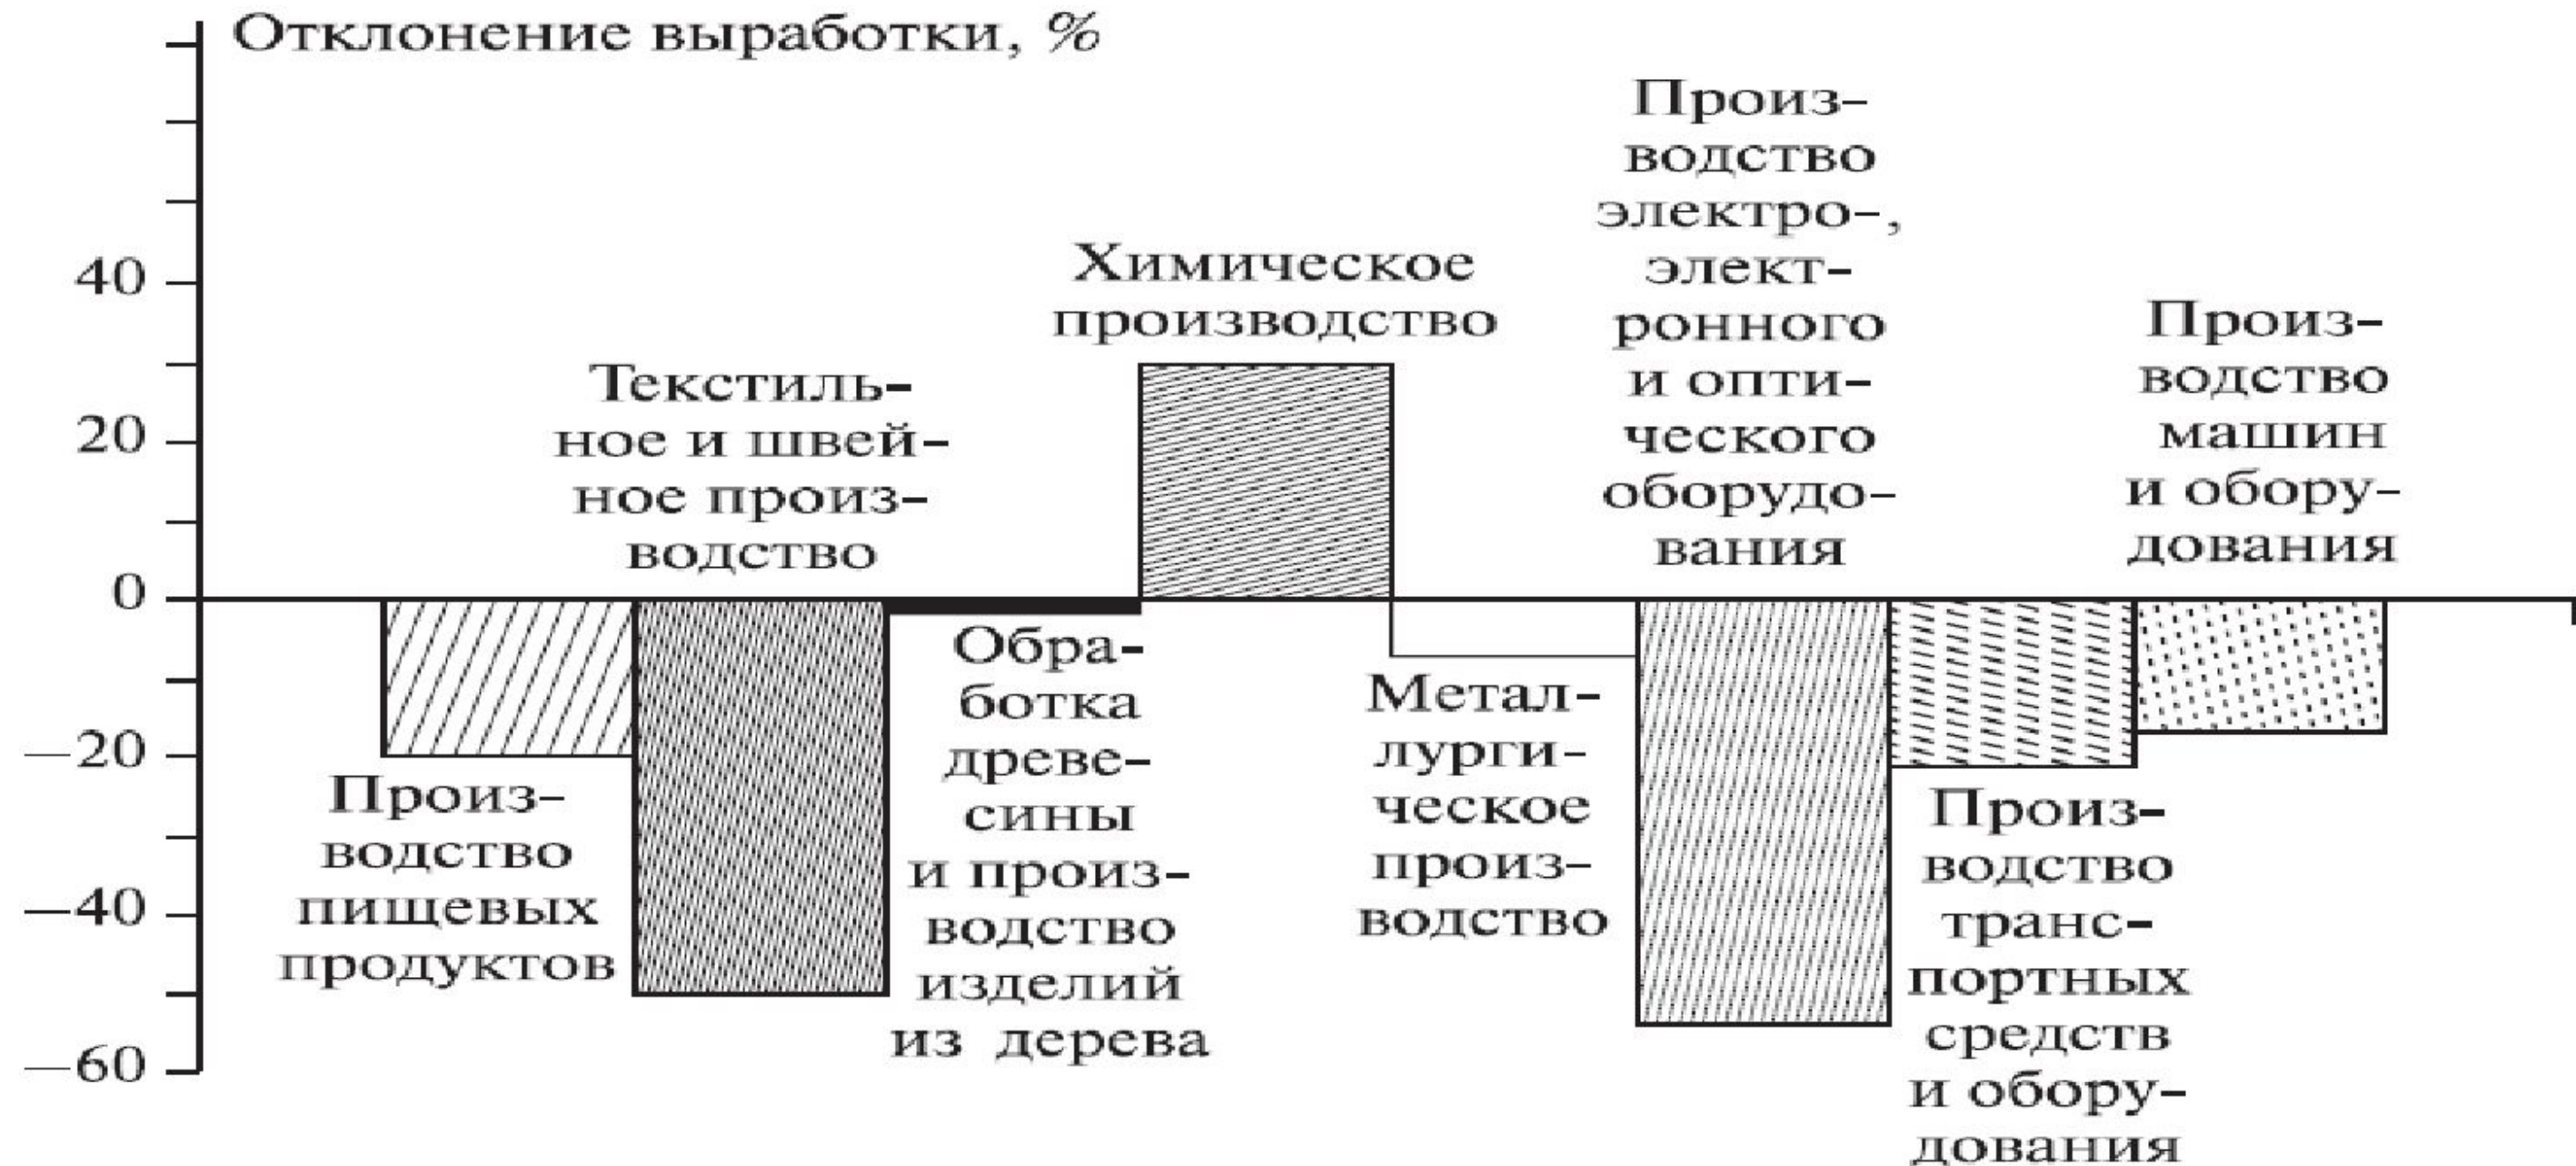 Отклонение выработки, %
40
20
0
—20
—40
—60
Произ-
водство
пищевых
продуктов
Текстиль-
ное и швей-
ное произ-
водство
Обра-
ботка
древе-
сины
и произ-
водство
изделий
из дерева
Химическое
производство
Метал-
лурги-
ческое
произ-
водство
Произ-
водство
электро-,
элект-
ронного
и опти-
ческого
оборудо-
вания
Произ-
водство
транс-
портных
средств
и обору-
дования
Произ-
водство
машин
и обору-
дования